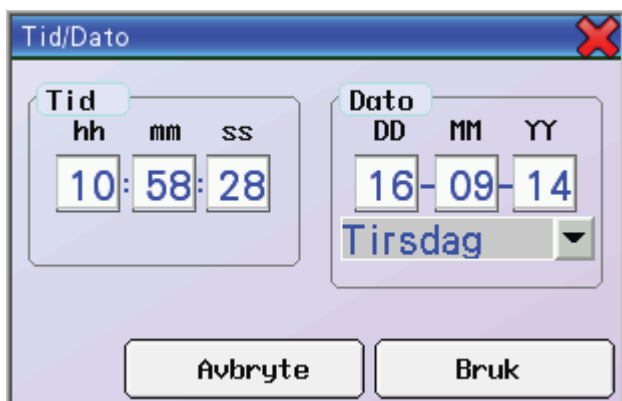 Tid/Dato
Tid
hh mm ss
10:58:28
Dato
DD MM YY
16-09-14
Tirsdag
Avbryte Bruk